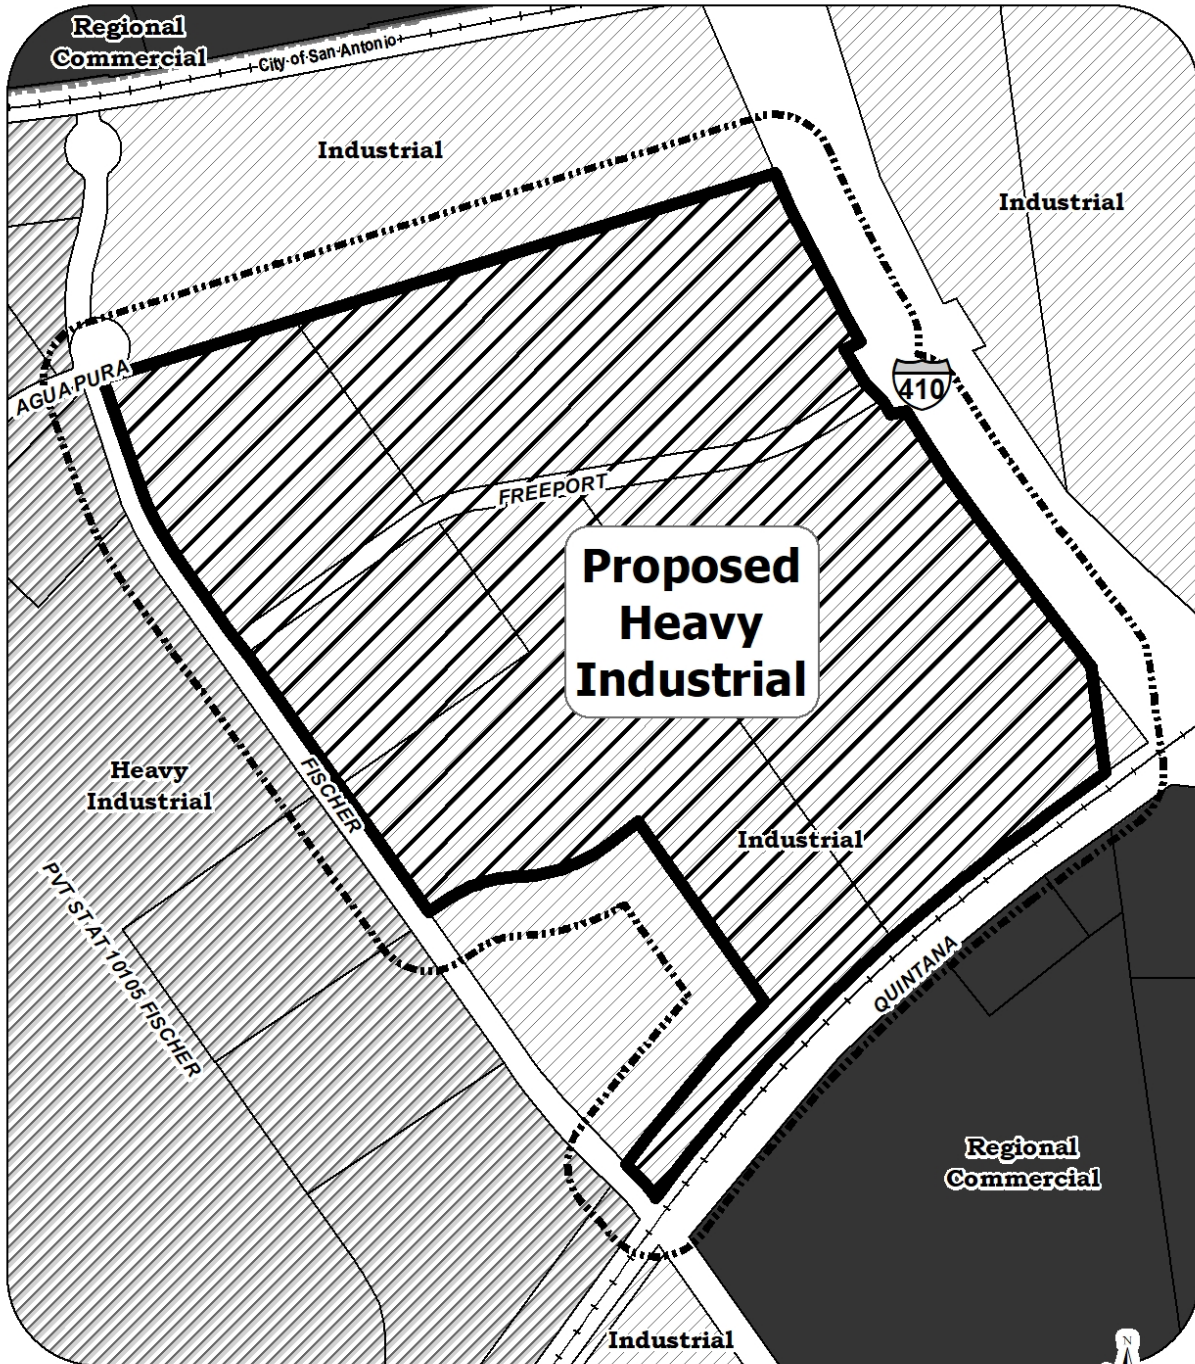 Regional
Commercial
City of San Antonio
Industrial
Industrial
AGUA PURA
410
FREEPORT
Proposed
Heavy
Industrial
Heavy
Industrial
FISCHER
Industrial
PVT ST AT 10105 FISCHER
QUINTANA
Regional
Commercial
Industrial
N